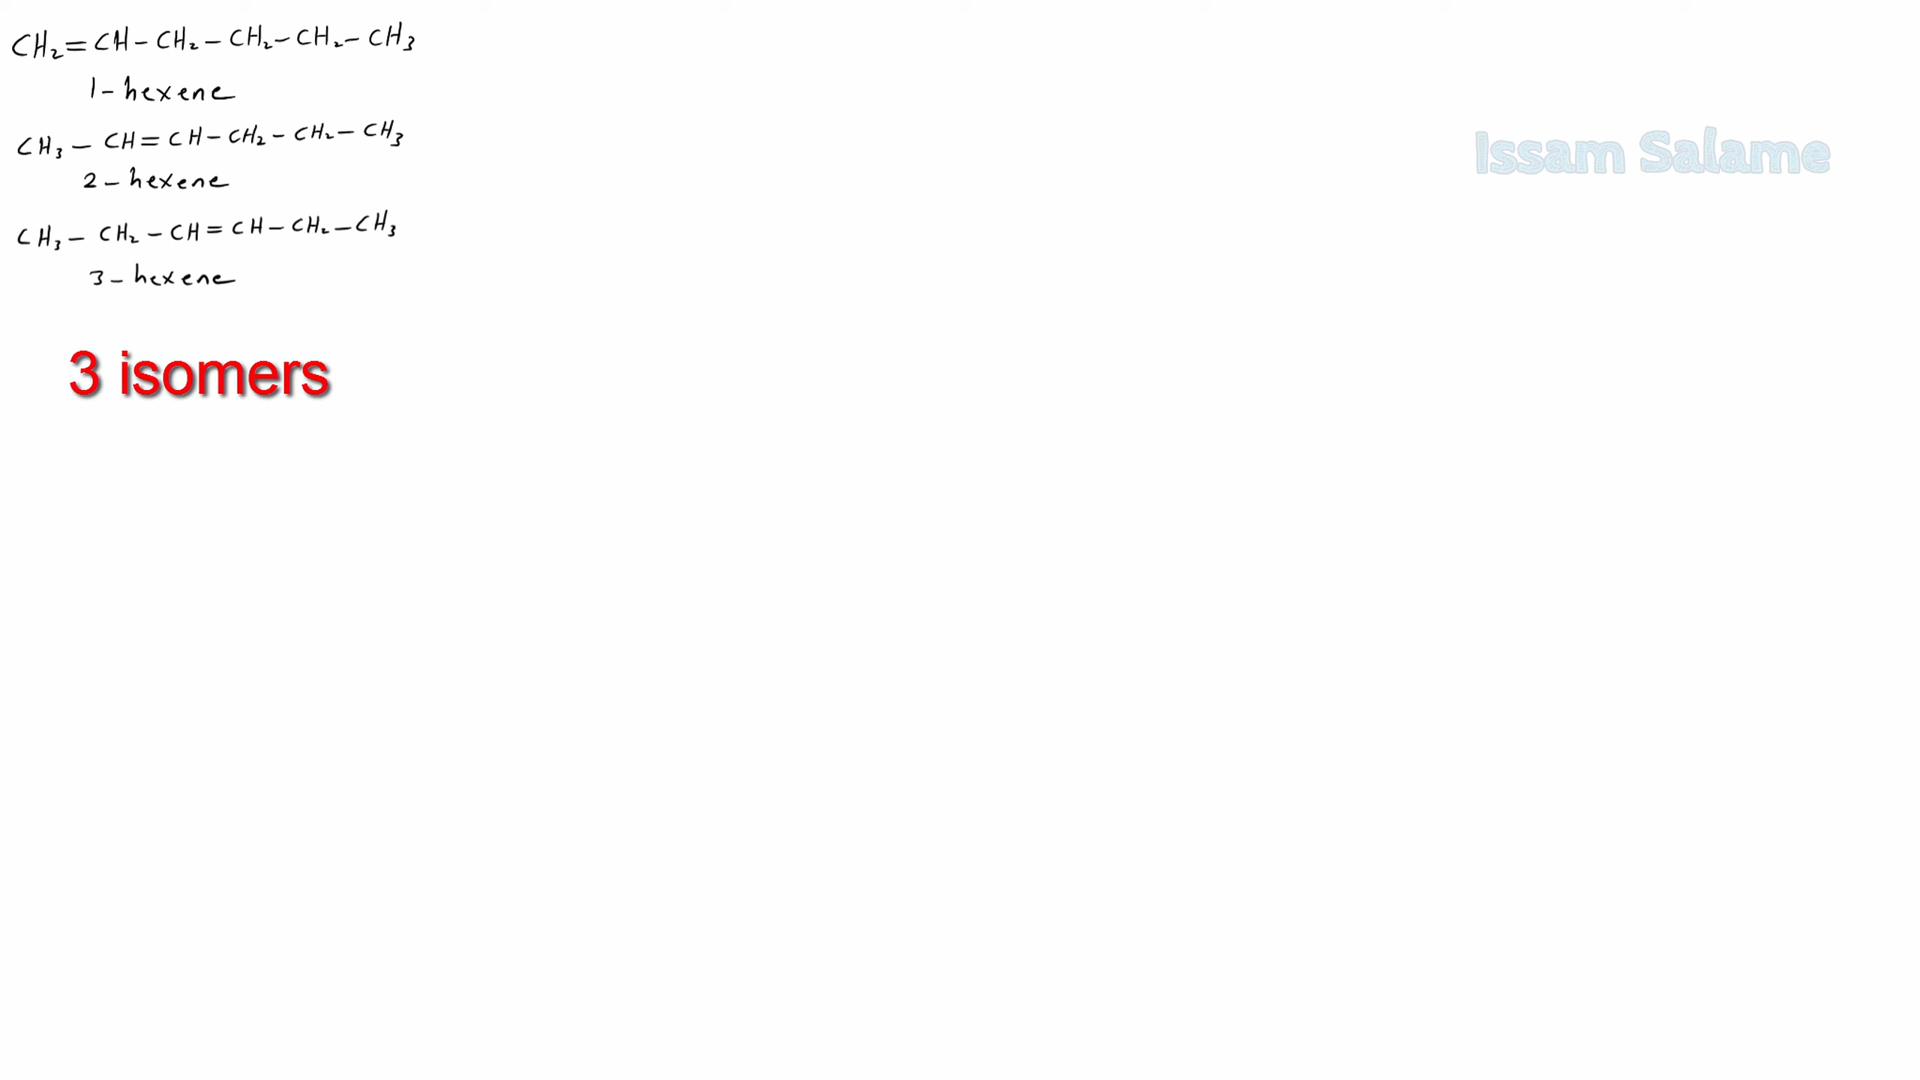 CH₂=CH-CH₂-CH₂-CH₂-CH₃
1-hexene
CH₃-CH=CH-CH₂-CH₂-CH₃
2-hexene
CH₃-CH₂-CH=CH-CH₂-CH₃
3-hexene
3 isomers
Issam Salame